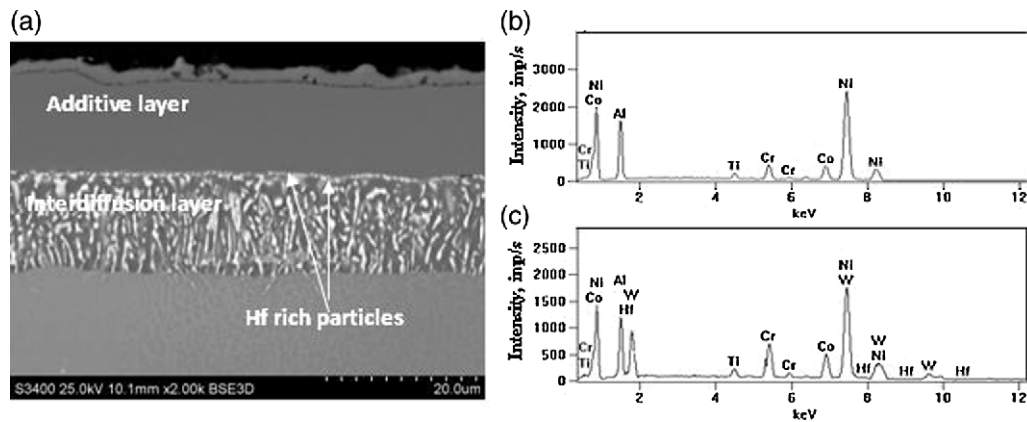 (a)
Additive layer
Interdiffusion layer
Hf rich particles
S3400 25.0kV 10.1mm x2.00k BSE3D
20.0um
(b)
Intensity, inp/s
3000
2000
1000
0
Ni
Co
Cr
Ti
Al
Ti
Cr
Cr
Co
Ni
Ni
2
4
6
8
10
12
keV
(c)
Intensity, inp/s
2500
2000
1500
1000
500
0
Ni
Co
Cr
Ti
Al
Hf
W
Ti
Cr
Cr
Co
Ni
W
Hf
W
Ni
Hf
W
Hf
2
4
6
8
10
12
keV